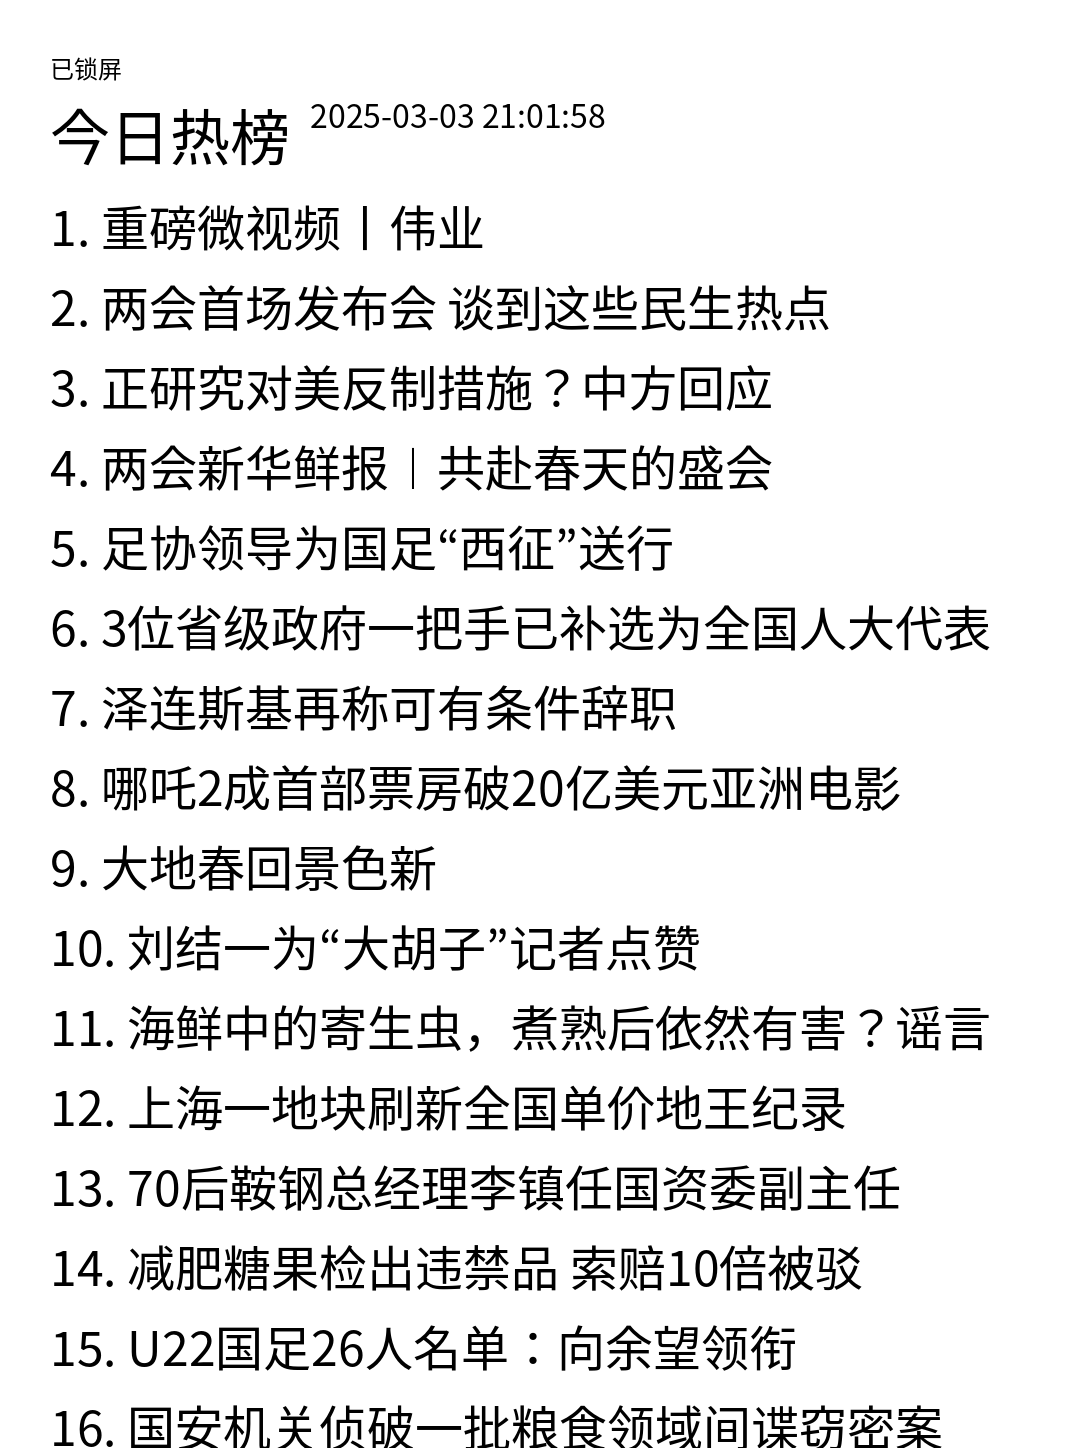 已锁屏
今日热榜 2025-03-03 21:01:58
1. 重磅微视频丨伟业
2. 两会首场发布会 谈到这些民生热点
3. 正研究对美反制措施？中方回应
4. 两会新华鲜报︱共赴春天的盛会
5. 足协领导为国足“西征”送行
6. 3位省级政府一把手已补选为全国人大代表
7. 泽连斯基再称可有条件辞职
8. 哪吒2成首部票房破20亿美元亚洲电影
9. 大地春回景色新
10. 刘结一为“大胡子”记者点赞
11. 海鲜中的寄生虫，煮熟后依然有害？谣言
12. 上海一地块刷新全国单价地王纪录
13. 70后鞍钢总经理李镇任国资委副主任
14. 减肥糖果检出违禁品 索赔10倍被驳
15. U22国足26人名单：向余望领衔
16. 国安机关侦破一批粮食领域间谍窃密案